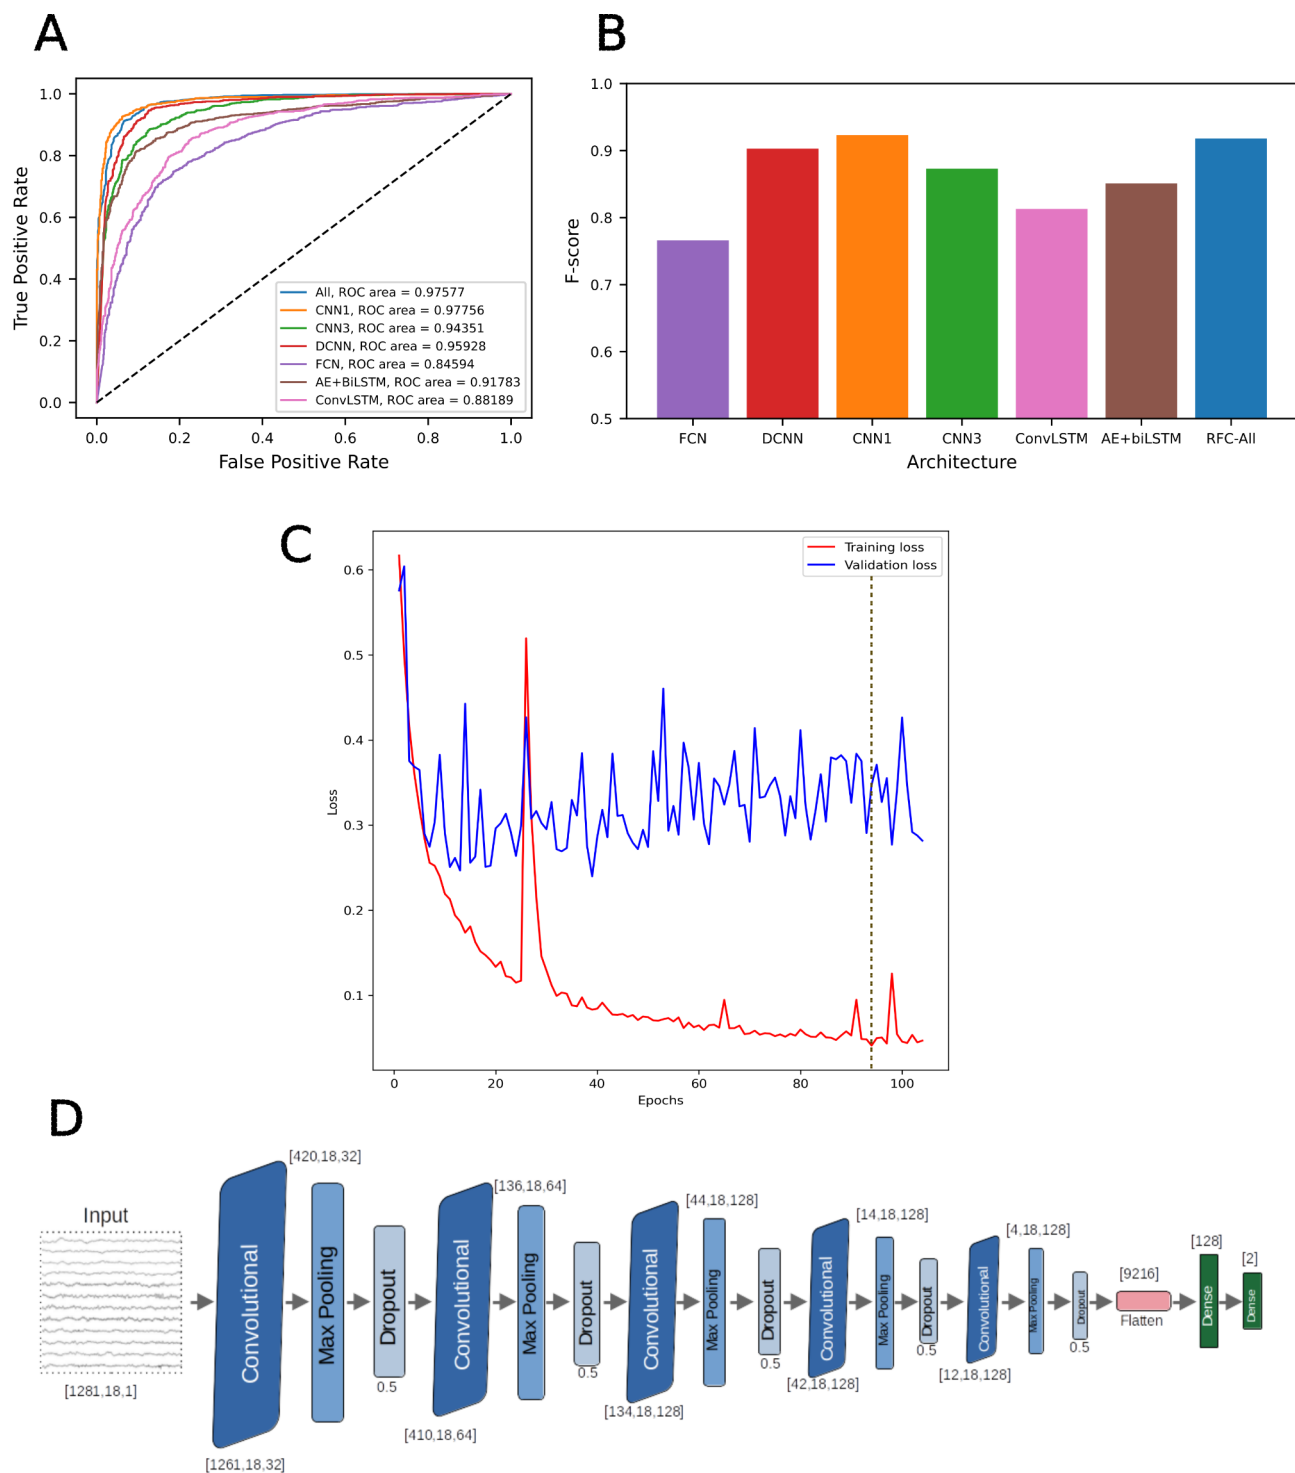 A
B
1.0
0.8
0.6
0.4
0.2
0.0
True Positive Rate
All, ROC area = 0.97577
CNN1, ROC area = 0.97756
CNN3, ROC area = 0.94351
DCNN, ROC area = 0.95928
FCN, ROC area = 0.84594
AE+BiLSTM, ROC area = 0.91783
ConvLSTM, ROC area = 0.88189
0.0 0.2 0.4 0.6 0.8 1.0
False Positive Rate
1.0
0.9
0.8
0.7
0.6
0.5
F-score
FCN DCNN CNN1 CNN3 ConvLSTM AE+biLSTM RFC-All
Architecture
C
Training loss
Validation loss
0.6
0.5
0.4
0.3
0.2
0.1
Loss
0 20 40 60 80 100
Epochs
D
Input
[1281,18,1]
Convolutional
[1261,18,32]
[420,18,32]
Max Pooling
Dropout
0.5
Convolutional
[410,18,64]
[136,18,64]
Max Pooling
Dropout
0.5
Convolutional
[134,18,128]
[44,18,128]
Max Pooling
Dropout
0.5
Convolutional
[42,18,128]
[14,18,128]
Max Pooling
Dropout
0.5
Convolutional
[12,18,128]
[4,18,128]
Max Pooling
Dropout
0.5
[9216]
Flatten
[128]
Dense
[2]
Dense